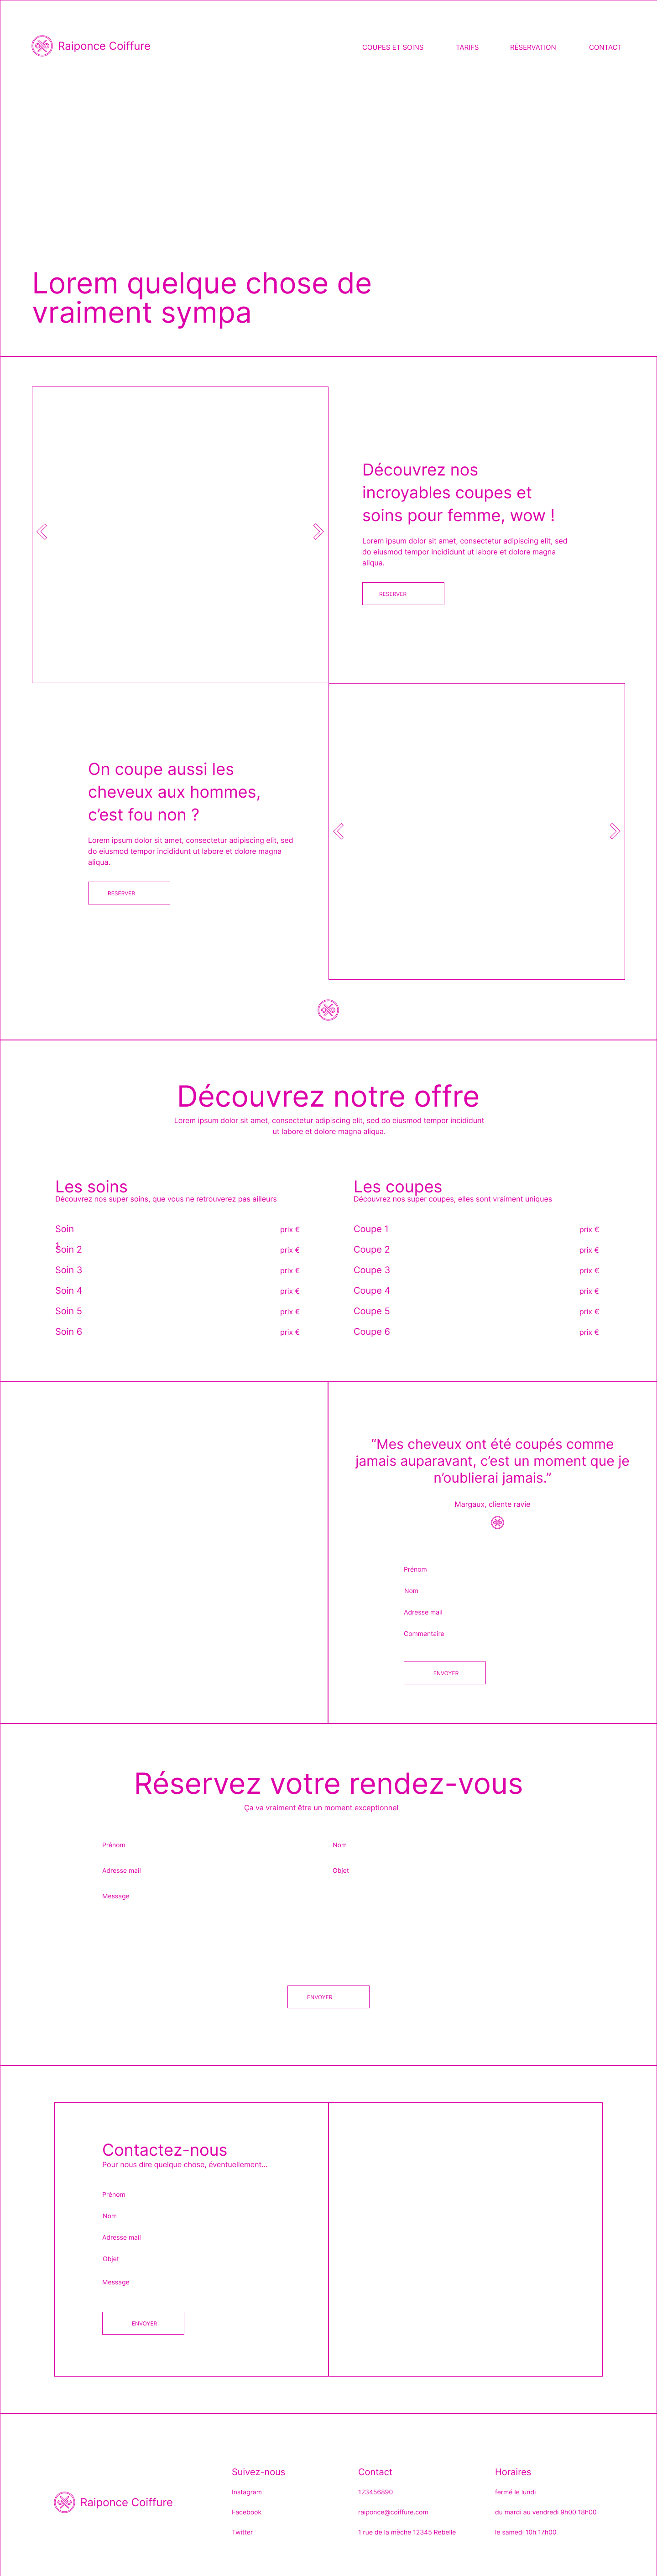 Raiponce Coiffure
COUPES ET SOINS
TARIFS
RÉSERVATION
CONTACT
Lorem quelque chose de
vraiment sympa
Découvrez nos
incroyables coupes et
soins pour femme, wow !
Lorem ipsum dolor sit amet, consectetur adipiscing elit, sed
do eiusmod tempor incididunt ut labore et dolore magna
aliqua.
RESERVER
On coupe aussi les
cheveux aux hommes,
c’est fou non ?
Lorem ipsum dolor sit amet, consectetur adipiscing elit, sed
do eiusmod tempor incididunt ut labore et dolore magna
aliqua.
RESERVER
Découvrez notre offre
Lorem ipsum dolor sit amet, consectetur adipiscing elit, sed do eiusmod tempor incididunt
ut labore et dolore magna aliqua.
Les soins
Découvrez nos super soins, que vous ne retrouverez pas ailleurs
Soin
1
prix €
Soin 2
prix €
Soin 3
prix €
Soin 4
prix €
Soin 5
prix €
Soin 6
prix €
Les coupes
Découvrez nos super coupes, elles sont vraiment uniques
Coupe 1
prix €
Coupe 2
prix €
Coupe 3
prix €
Coupe 4
prix €
Coupe 5
prix €
Coupe 6
prix €
“Mes cheveux ont été coupés comme
jamais auparavant, c’est un moment que je
n’oublierai jamais.”
Margaux, cliente ravie
Prénom
Nom
Adresse mail
Commentaire
ENVOYER
Réservez votre rendez-vous
Ça va vraiment être un moment exceptionnel
Prénom
Nom
Adresse mail
Objet
Message
ENVOYER
Contactez-nous
Pour nous dire quelque chose, éventuellement...
Prénom
Nom
Adresse mail
Objet
Message
ENVOYER
Raiponce Coiffure
Suivez-nous
Instagram
Facebook
Twitter
Contact
123456890
raiponce@coiffure.com
1 rue de la mèche 12345 Rebelle
Horaires
fermé le lundi
du mardi au vendredi 9h00 18h00
le samedi 10h 17h00